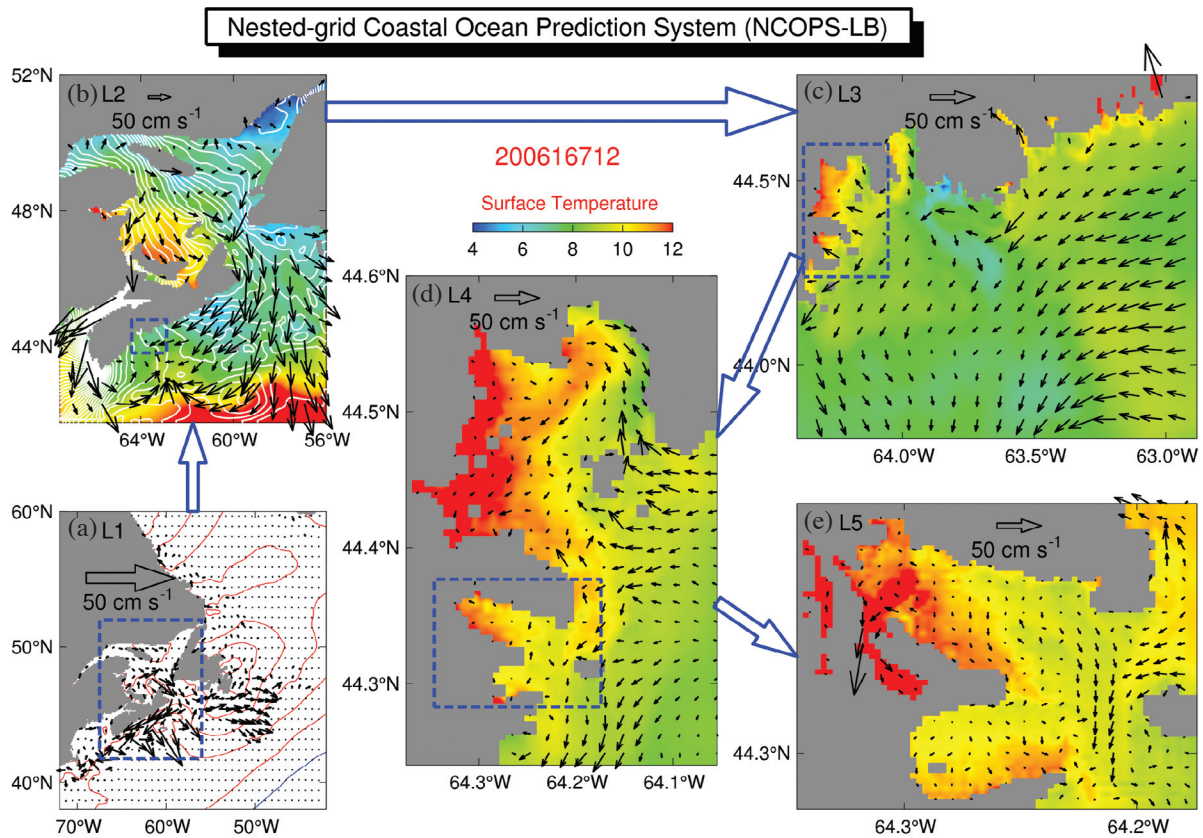 Nested-grid Coastal Ocean Prediction System (NCOPS-LB)
52°N
(b) L2
50 cm s-1
48°N
44°N
64°W
60°W
56°W
200616712
Surface Temperature
4
6
8
10
12
(c) L3
50 cm s-1
44.5°N
44.0°N
64.0°W
63.5°W
63.0°W
60°N
(a) L1
50 cm s-1
50°N
40°N
70°W
60°W
50°W
44.6°N
(d) L4
50 cm s-1
44.5°N
44.4°N
44.3°N
64.3°W
64.2°W
64.1°W
(e) L5
50 cm s-1
44.3°N
64.3°W
64.2°W